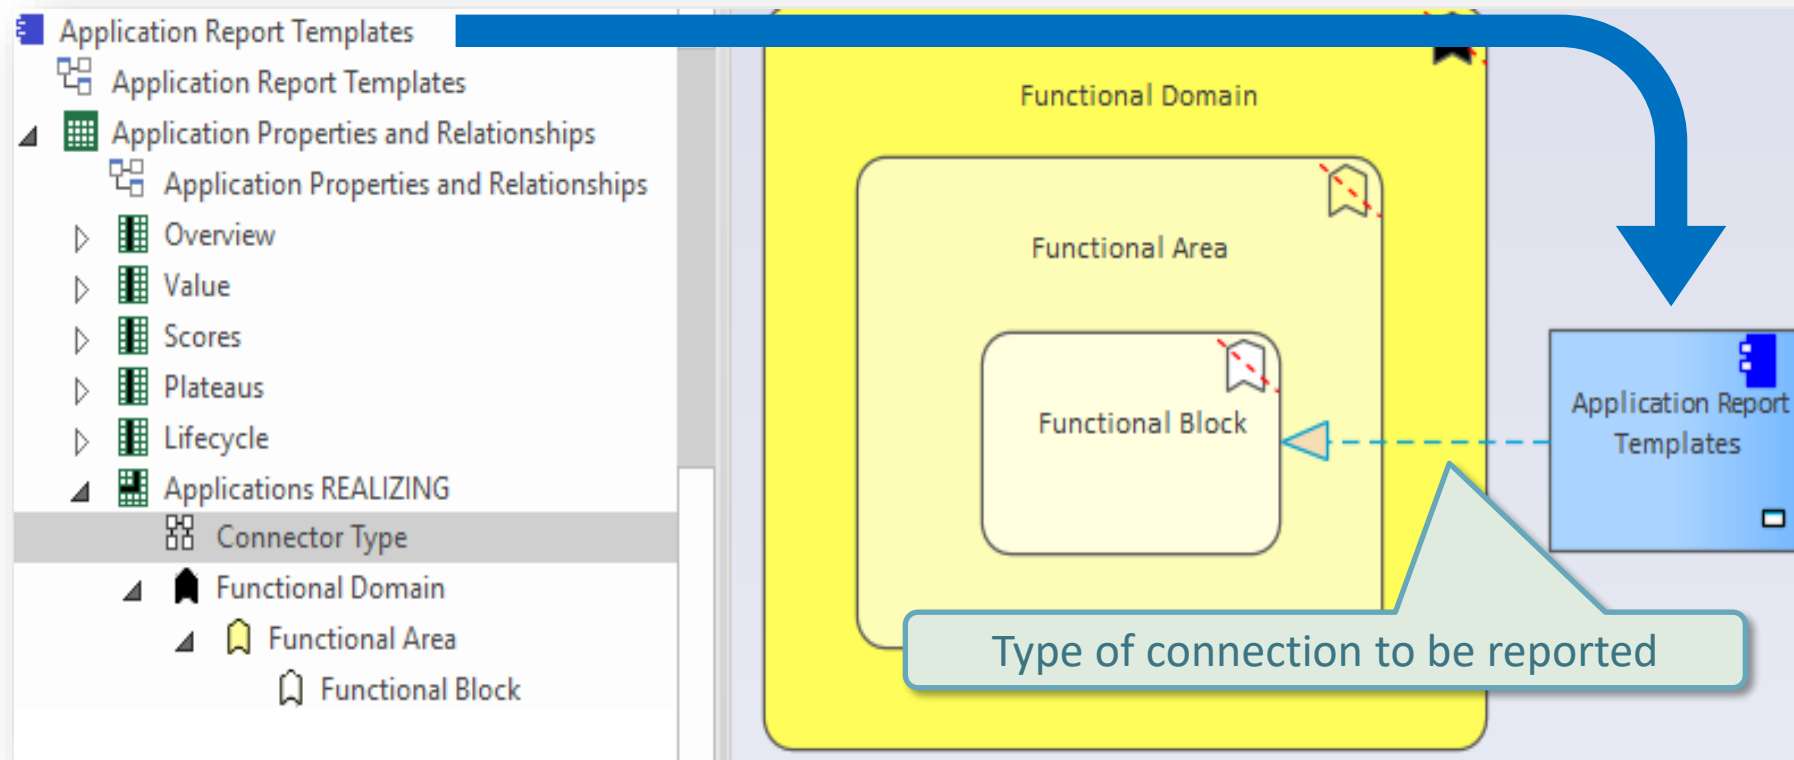 Application Report Templates
Application Report Templates
Application Properties and Relationships
Application Properties and Relationships
Overview
Value
Scores
Plateaus
Lifecycle
Applications REALIZING
Connector Type
Functional Domain
Functional Area
Functional Block
Functional Domain
Functional Area
Functional Block
Application Report
Templates
Type of connection to be reported